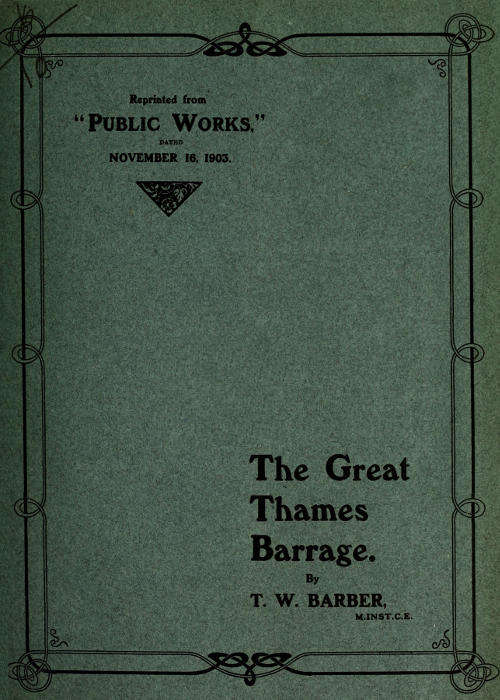 Reprinted from
"PUBLIC WORKS,"
DATED
NOVEMBER 16, 1903.
The Great
Thames
Barrage.
By
T. W. BARBER,
M.INST.C.E.